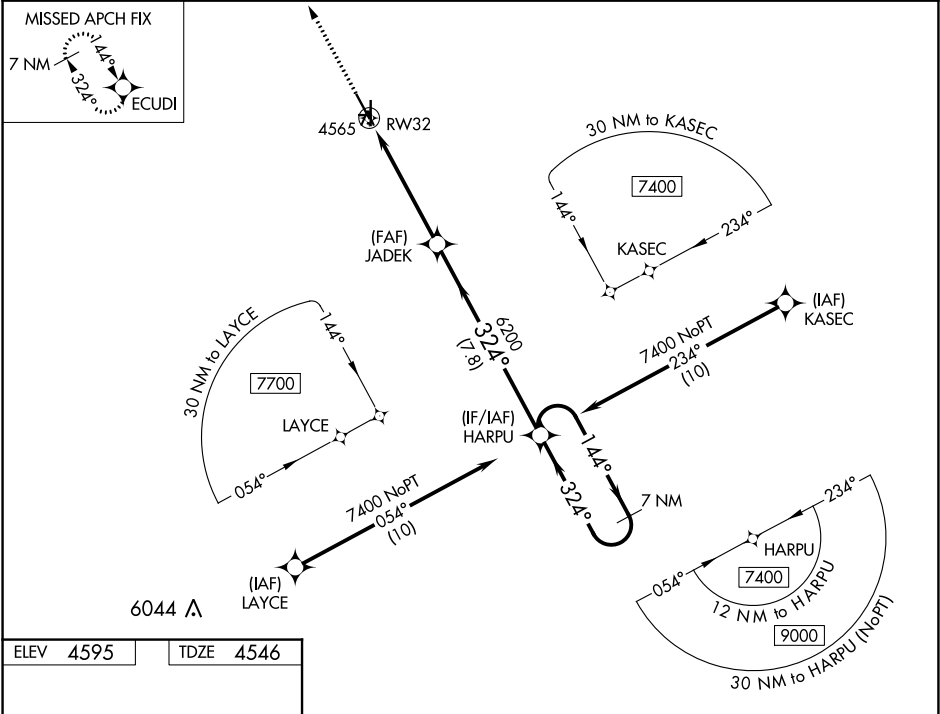 MISSED APCH FIX
7 NM
144°
324°
ECUDI
4565
RW32
30 NM to KASEC
7400
144°
234°
KASEC
(FAF)
JADEK
(IAF)
KASEC
30 NM to LAYCE
144°
7700
LAYCE
054°
6200
324°
(7.8)
7400 NoPT
234°
(10)
(IF/IAF)
HARPU
144°
324°
7 NM
7400 NoPT
054°
(10)
(IAF)
LAYCE
234°
HARPU
054°
7400
12 NM to HARPU
9000
30 NM to HARPU (NoPT)
6044
ELEV 4595
TDZE 4546